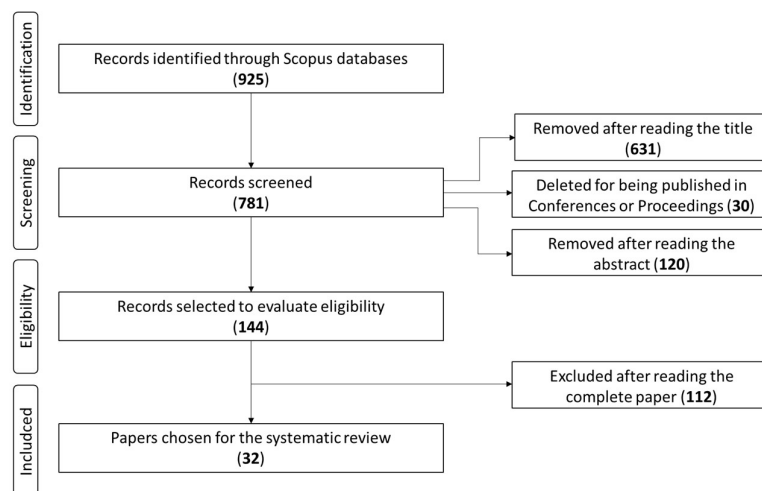 Identification
Records identified through Scopus databases
(925)
Screening
Records screened
(781)
Removed after reading the title
(631)
Deleted for being published in
Conferences or Proceedings (30)
Removed after reading the
abstract (120)
Eligibility
Records selected to evaluate eligibility
(144)
Excluded after reading the
complete paper (112)
Includced
Papers chosen for the systematic review
(32)